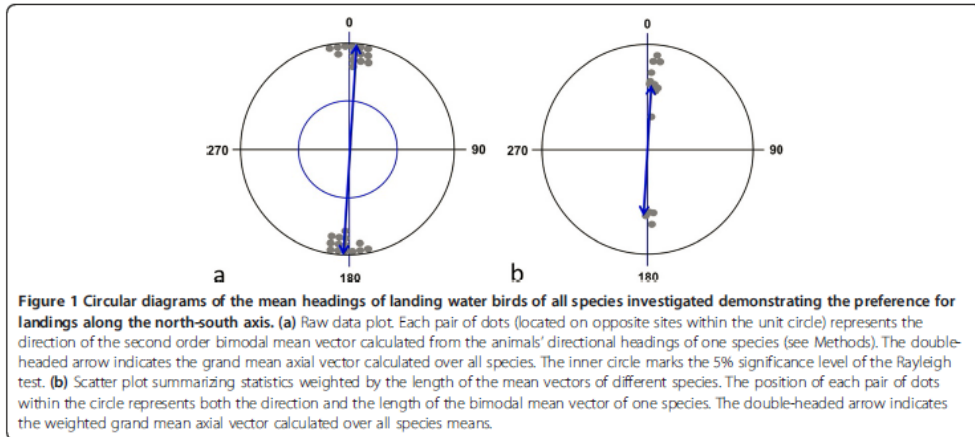 0
0
270
90
270
90
a
180
b
180
Figure 1 Circular diagrams of the mean headings of landing water birds of all species investigated demonstrating the preference for
landings along the north-south axis. (a) Raw data plot. Each pair of dots (located on opposite sites within the unit circle) represents the
direction of the second order bimodal mean vector calculated from the animals' directional headings of one species (see Methods). The double-
headed arrow indicates the grand mean axial vector calculated over all species. The inner circle marks the 5% significance level of the Rayleigh
test. (b) Scatter plot summarizing statistics weighted by the length of the mean vectors of different species. The position of each pair of dots
within the circle represents both the direction and the length of the bimodal mean vector of one species. The double-headed arrow indicates
the weighted grand mean axial vector calculated over all species means.